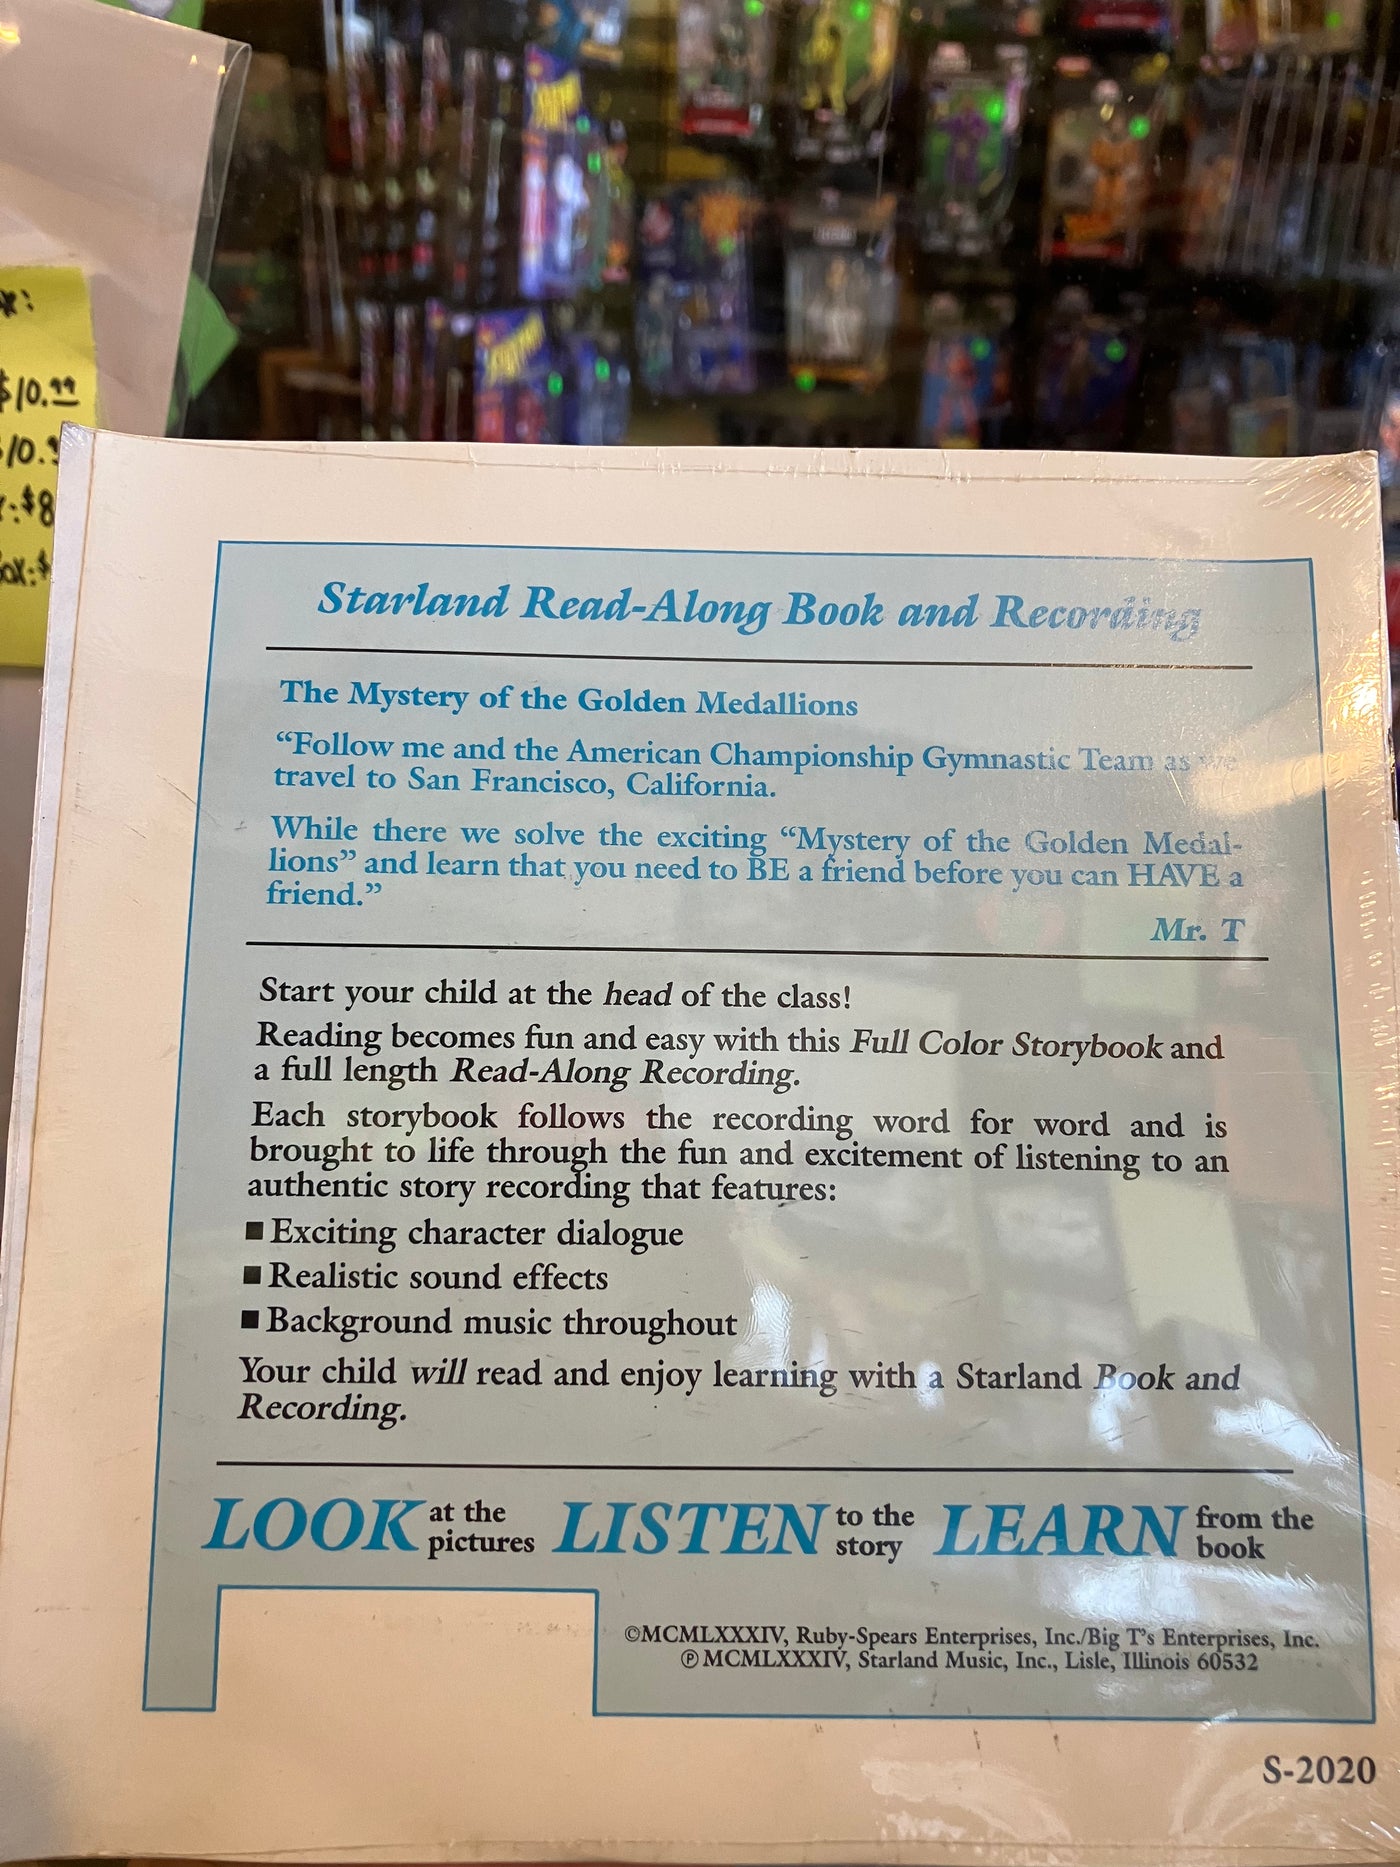 $10.99
Starland Read-Along Book and Recording
The Mystery of the Golden Medallions
“Follow me and the American Championship Gymnastic Team as we
travel to San Francisco, California.
While there we solve the exciting “Mystery of the Golden Medal-
lions” and learn that you need to BE a friend before you can HAVE a
friend.”
Mr. T
Start your child at the head of the class!
Reading becomes fun and easy with this Full Color Storybook and
a full length Read-Along Recording.
Each storybook follows the recording word for word and is
brought to life through the fun and excitement of listening to an
authentic story recording that features:
■ Exciting character dialogue
■ Realistic sound effects
■ Background music throughout
Your child will read and enjoy learning with a Starland Book and
Recording.
LOOK at the pictures LISTEN to the story LEARN from the book
©MCMLXXXIV, Ruby-Spears Enterprises, Inc./Big T's Enterprises, Inc.
℗MCMLXXXIV, Starland Music, Inc., Lisle, Illinois 60532
S-2020